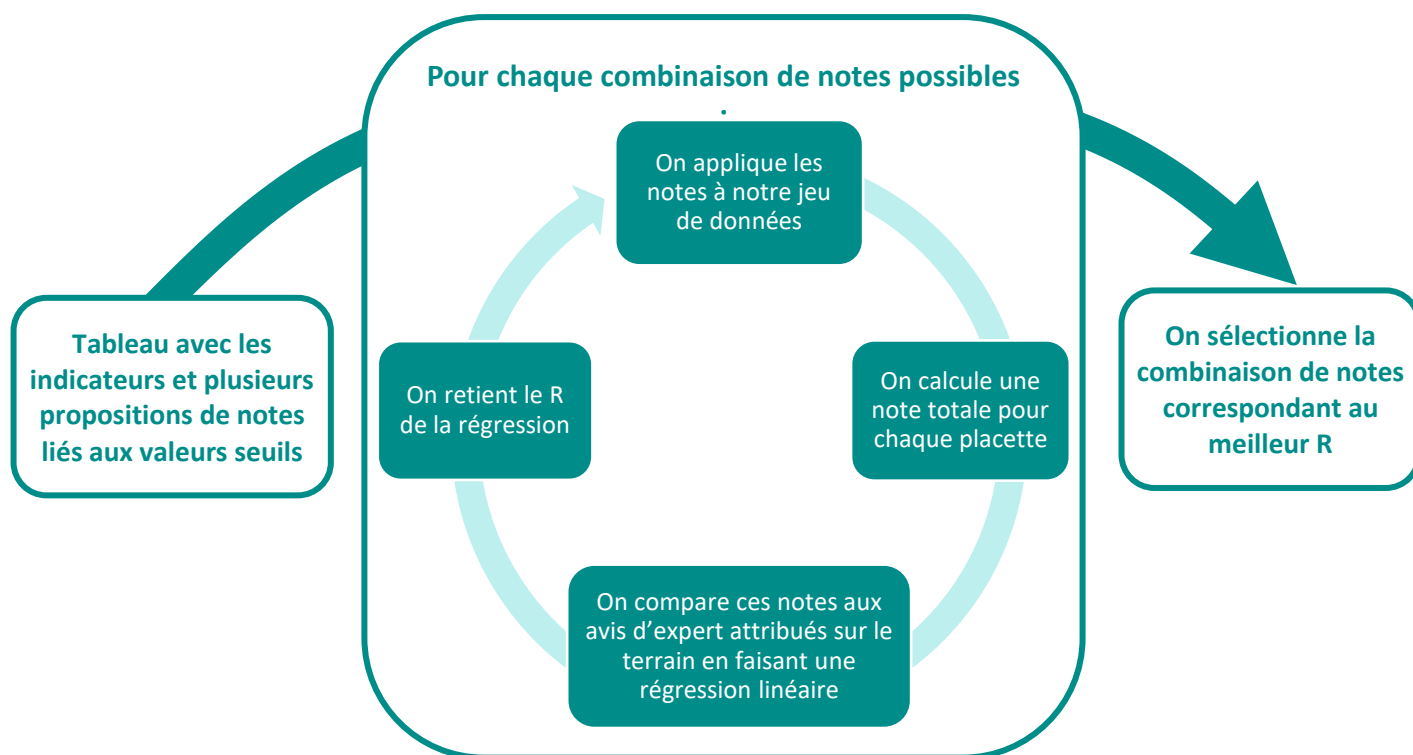 Pour chaque combinaison de notes possibles
.
On applique les
notes à notre jeu
de données
Tableau avec les
indicateurs et plusieurs
propositions de notes
liés aux valeurs seuils
On retient le R
de la régression
On calcule une
note totale pour
chaque placette
On sélectionne la
combinaison de notes
correspondant au
meilleur R
On compare ces notes aux
avis d’expert attribués sur le
terrain en faisant une
régression linéaire